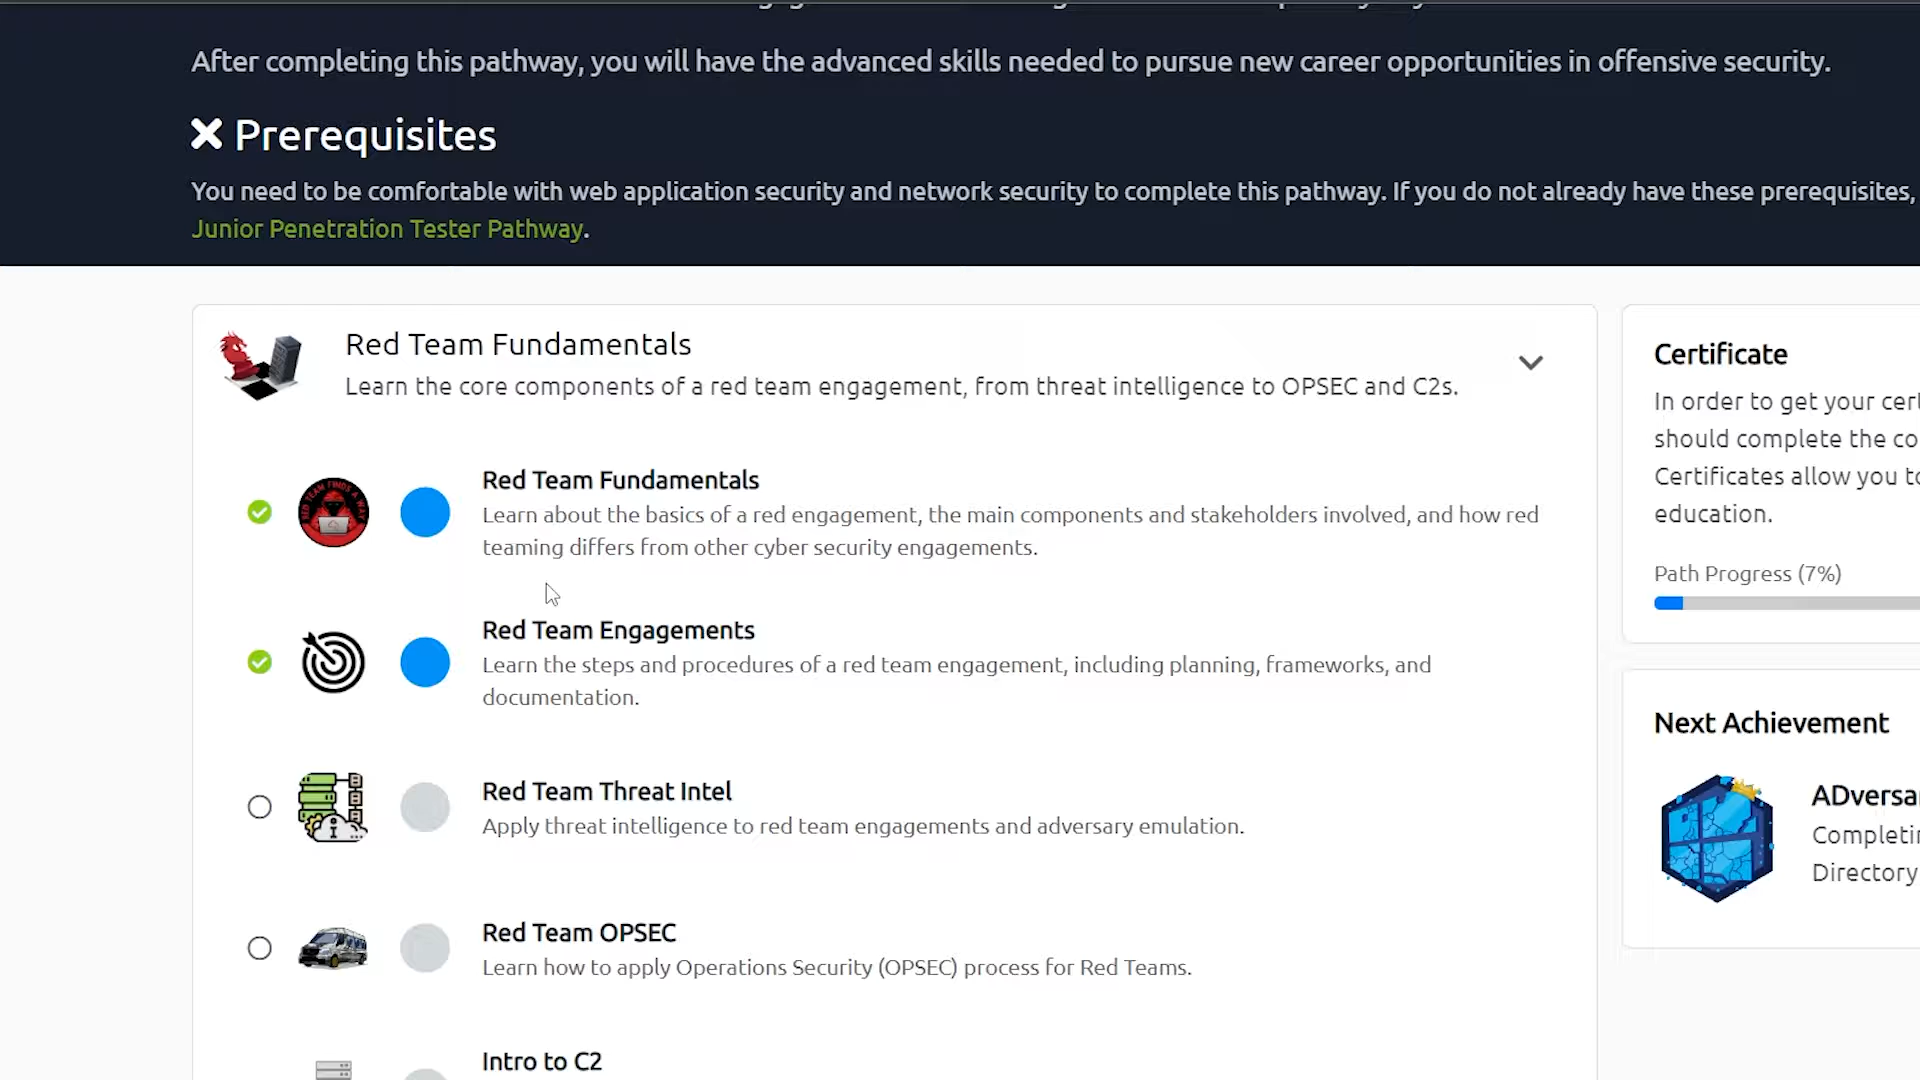 After completing this pathway, you will have the advanced skills needed to pursue new career opportunities in offensive security.
Prerequisites
You need to be comfortable with web application security and network security to complete this pathway. If you do not already have these prerequisites,
Junior Penetration Tester Pathway.
Red Team Fundamentals
Learn the core components of a red team engagement, from threat intelligence to OPSEC and C2s.
Red Team Fundamentals
Learn about the basics of a red engagement, the main components and stakeholders involved, and how red
teaming differs from other cyber security engagements.
Red Team Engagements
Learn the steps and procedures of a red team engagement, including planning, frameworks, and
documentation.
Red Team Threat Intel
Apply threat intelligence to red team engagements and adversary emulation.
Red Team OPSEC
Learn how to apply Operations Security (OPSEC) process for Red Teams.
Intro to C2
Certificate
In order to get your cert
should complete the co
Certificates allow you to
education.
Path Progress (7%)
Next Achievement
ADversa
Completi
Directory